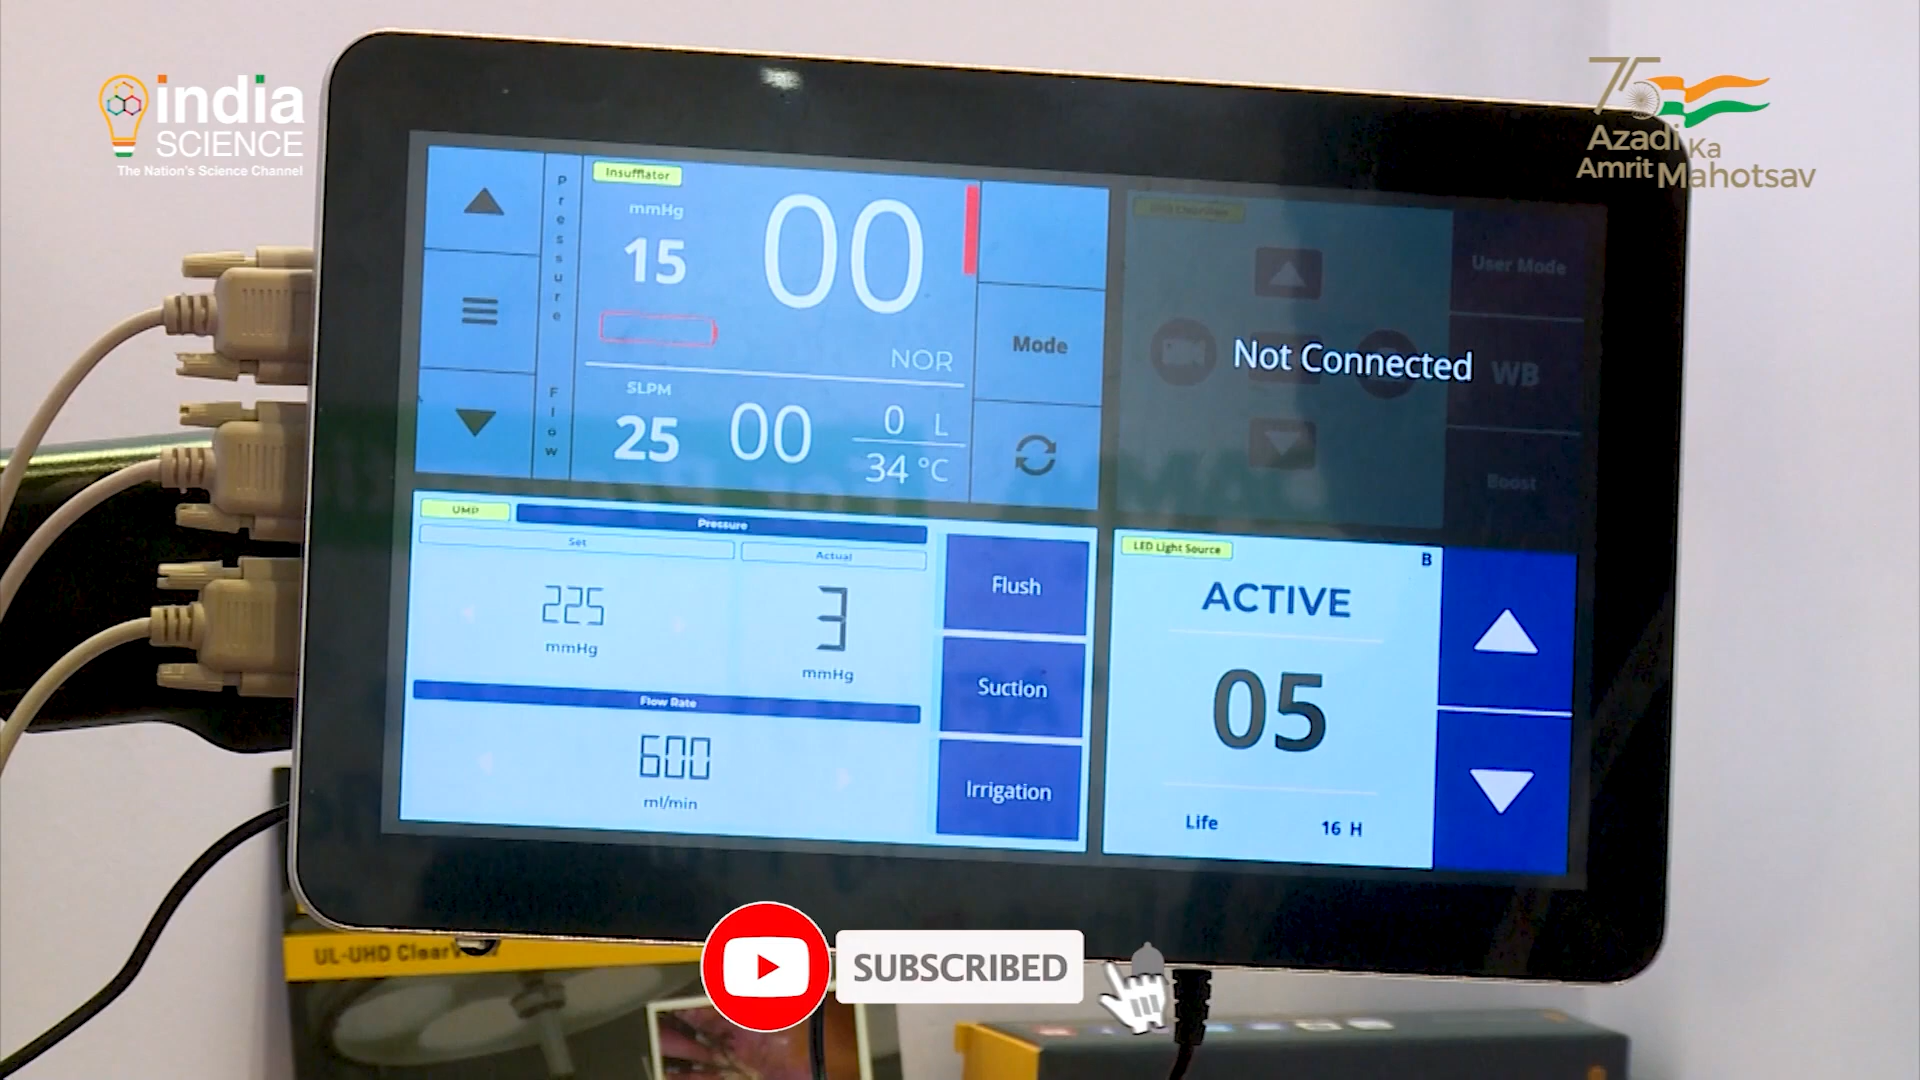 india
SCIENCE
The Nation's Science Channel
75
Azadi Ka
Amrit Mahotsav
Pressure
Flow
Insufflator
mmHg
15
00
NOR
SLPM
25
00
0 L
34 °C
Mode
Not Connected
User Mode
WB
Boost
UMP
Pressure
Set
Actual
225
mmHg
3
mmHg
Flow Rate
600
ml/min
Flush
Suction
Irrigation
LED Light Source
B
ACTIVE
05
Life
16 H
UL-UHD ClearView
SUBSCRIBED